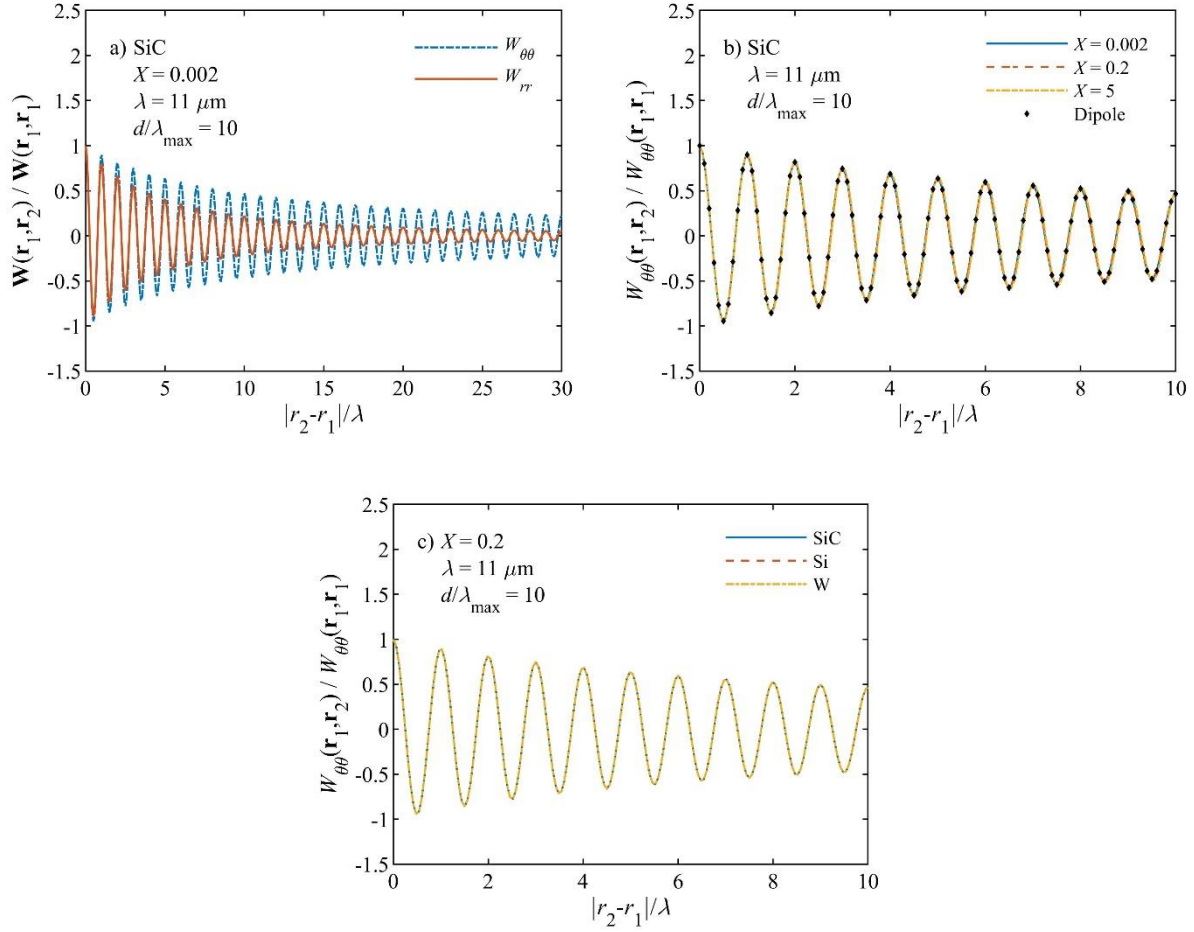 a) SiC
X = 0.002
λ = 11 μm
d/λmax = 10
Wθθ
Wrr
W(r1,r2) / W(r1,r1)
2.5
2
1.5
1
0.5
0
-0.5
-1
-1.5
0 5 10 15 20 25 30
|r2-r1|/λ
b) SiC
λ = 11 μm
d/λmax = 10
X = 0.002
X = 0.2
X = 5
Dipole
Wθθ(r1,r2) / Wθθ(r1,r1)
2.5
2
1.5
1
0.5
0
-0.5
-1
-1.5
0 2 4 6 8 10
|r2-r1|/λ
c) X = 0.2
λ = 11 μm
d/λmax = 10
SiC
Si
W
Wθθ(r1,r2) / Wθθ(r1,r1)
2.5
2
1.5
1
0.5
0
-0.5
-1
-1.5
0 2 4 6 8 10
|r2-r1|/λ